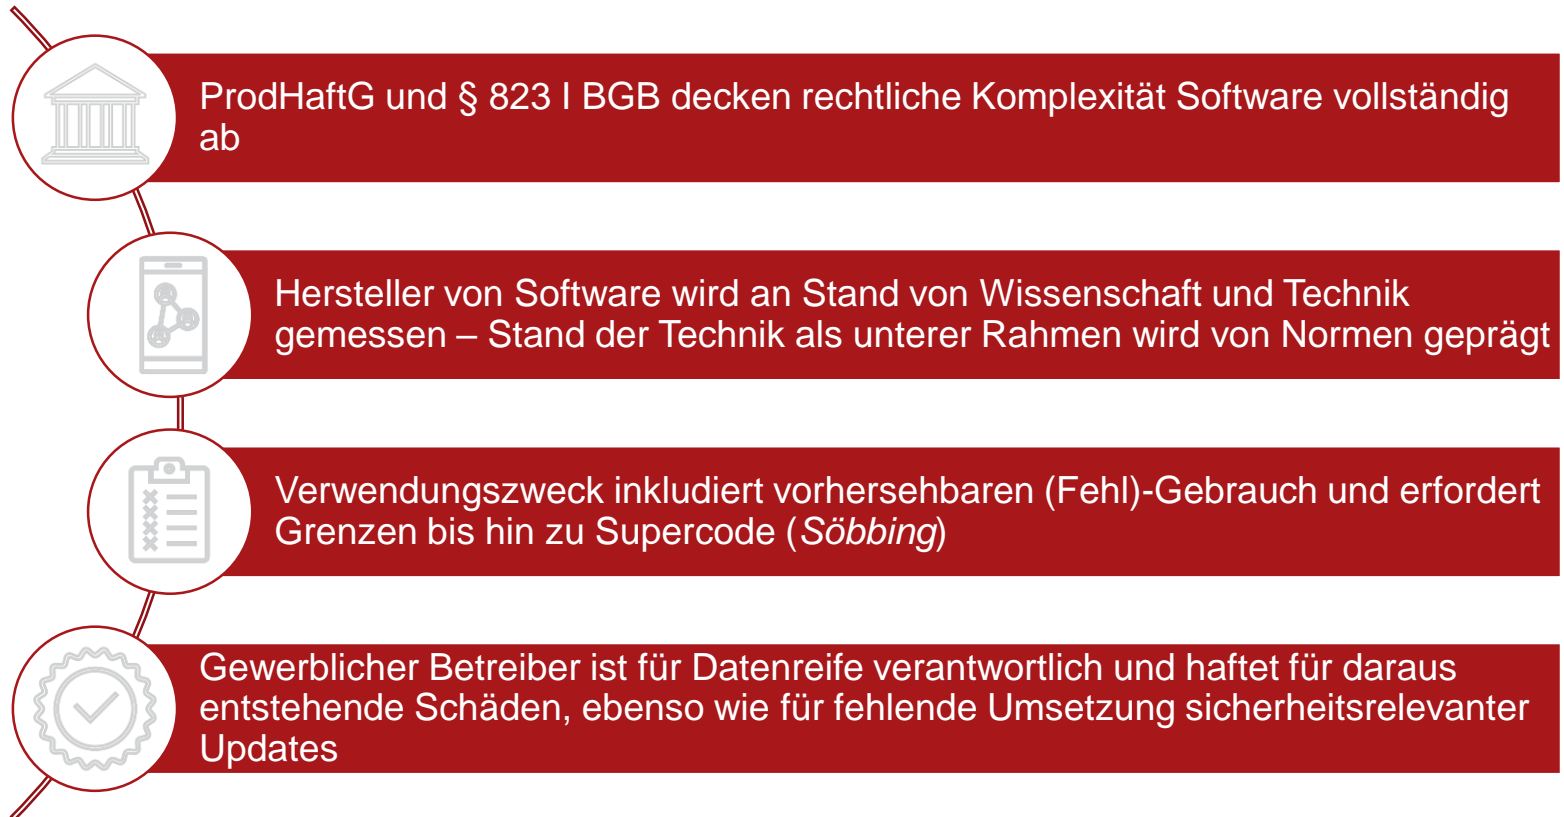 ProdHaftG und § 823 I BGB decken rechtliche Komplexität Software vollständig
ab
Hersteller von Software wird an Stand von Wissenschaft und Technik
gemessen – Stand der Technik als unterer Rahmen wird von Normen geprägt
Verwendungszweck inkludiert vorhersehbaren (Fehl)-Gebrauch und erfordert
Grenzen bis hin zu Supercode (Söbbing)
Gewerblicher Betreiber ist für Datenreife verantwortlich und haftet für daraus
entstehende Schäden, ebenso wie für fehlende Umsetzung sicherheitsrelevanter
Updates